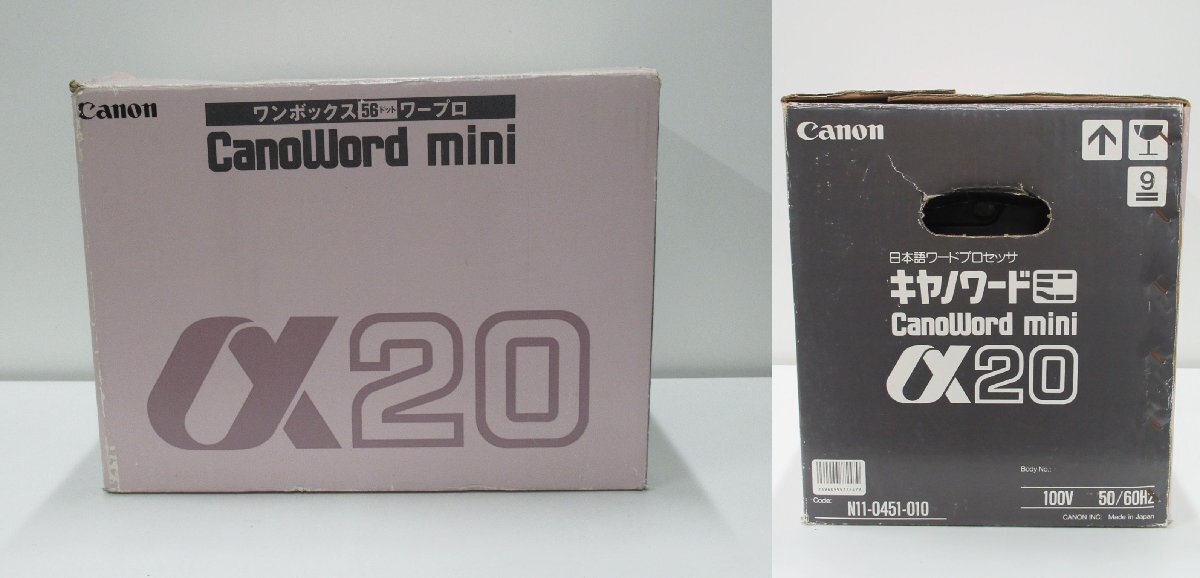 Canon
ワンボックス56ドットワープロ
CanoWord mini
α20
Canon
9
日本語ワードプロセッサ
キヤノワードミニ
CanoWord mini
α20
Body No.:
Code:
N11-0451-010
100V 50/60Hz
CANON INC. Made in Japan